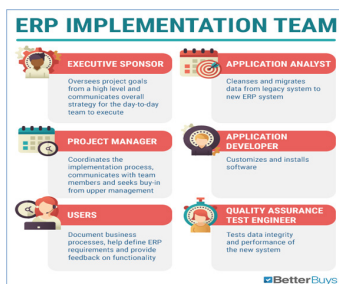 ERP IMPLEMENTATION TEAM
EXECUTIVE SPONSOR
Oversees project goals
from a high level and
communicates overall
strategy for the day-to-day
team to execute
APPLICATION ANALYST
Cleanses and migrates
data from legacy system to
new ERP system
PROJECT MANAGER
Coordinates the
implementation process,
communicates with team
members and seeks buy-in
from upper management
APPLICATION
DEVELOPER
Customizes and installs
software
USERS
Document business
processes, help define ERP
requirements and provide
feedback on functionality
QUALITY ASSURANCE
TEST ENGINEER
Tests data integrity
and performance of
the new system
BetterBuys